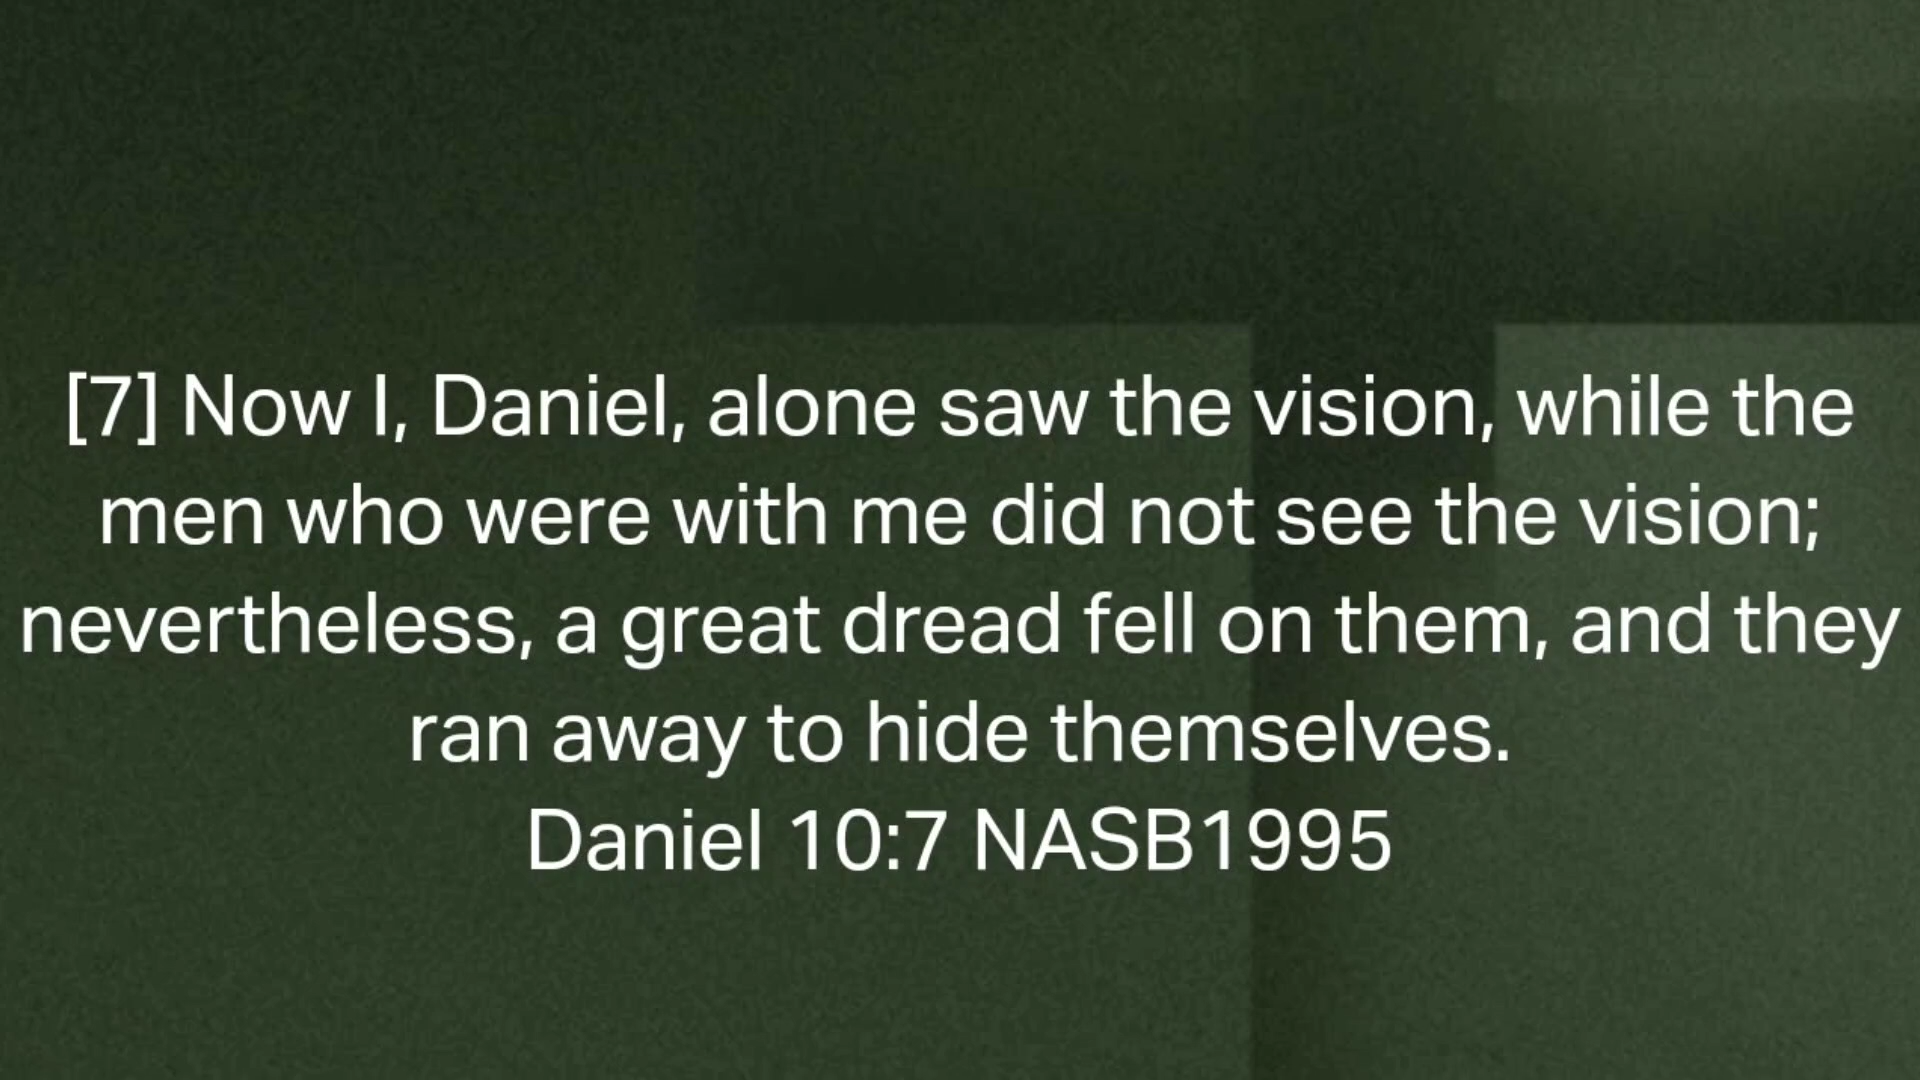 [7] Now I, Daniel, alone saw the vision, while the
men who were with me did not see the vision;
nevertheless, a great dread fell on them, and they
ran away to hide themselves.
Daniel 10:7 NASB1995